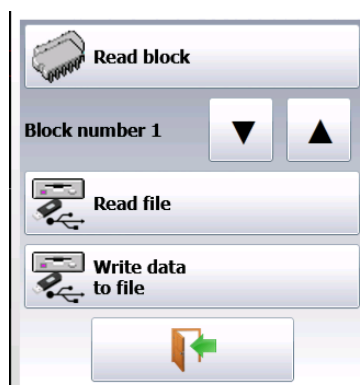 Read block
Block number 1
Read file
Write data
to file